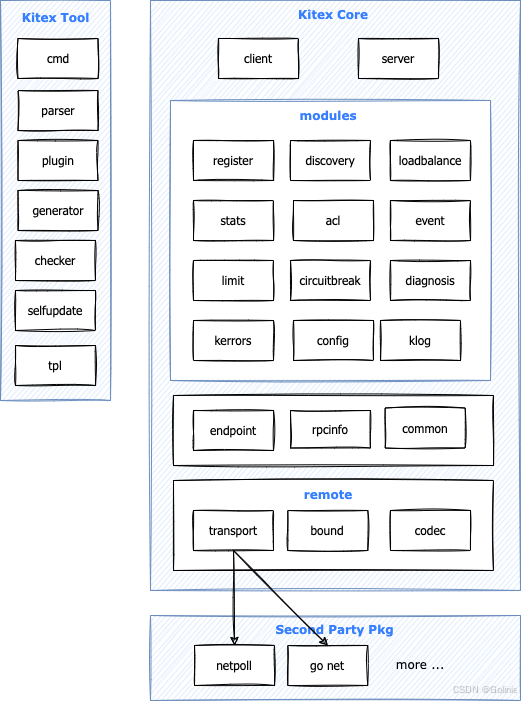 Kitex Tool
cmd
parser
plugin
generator
checker
selfupdate
tpl
Kitex Core
client
server
modules
register
discovery
loadbalance
stats
acl
event
limit
circuitbreak
diagnosis
kerrors
config
klog
endpoint
rpcinfo
common
remote
transport
bound
codec
Second Party Pkg
netpoll
go net
more ...
CSDN @Golinie